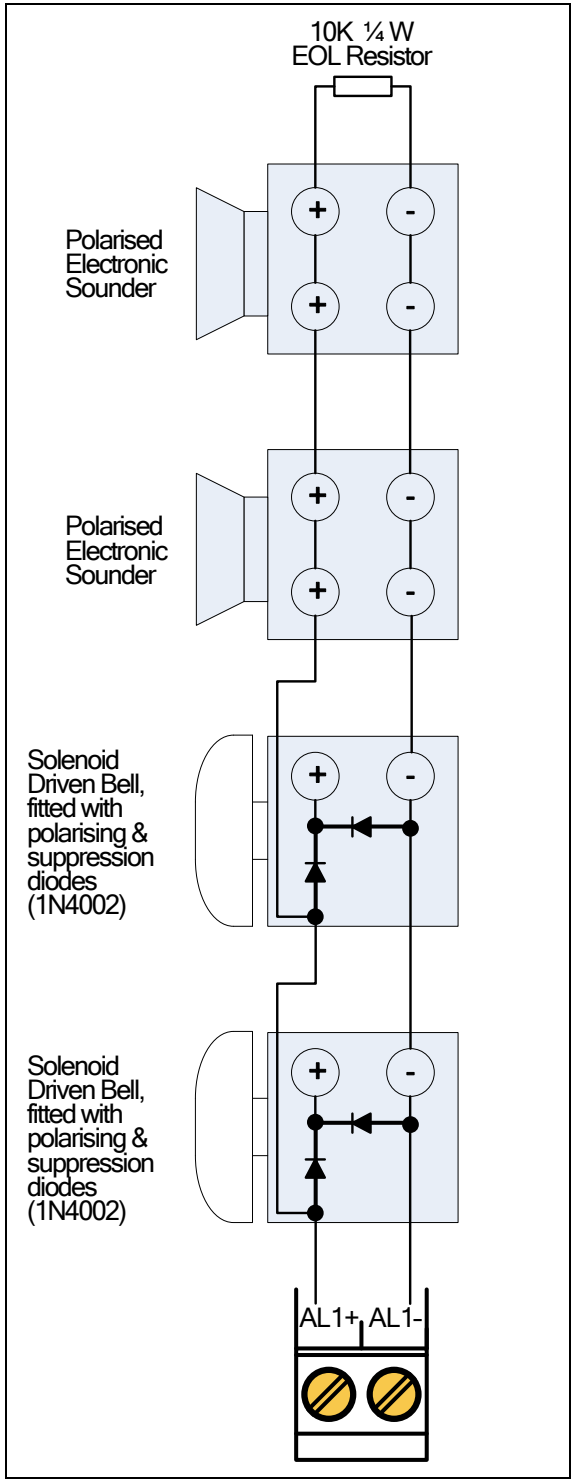 10K ¼ W
EOL Resistor
Polarised
Electronic
Sounder
+ -
+ -
Polarised
Electronic
Sounder
+ -
+ -
Solenoid
Driven Bell,
fitted with
polarising &
suppression
diodes
(1N4002)
+ -
Solenoid
Driven Bell,
fitted with
polarising &
suppression
diodes
(1N4002)
+ -
AL1+ AL1-